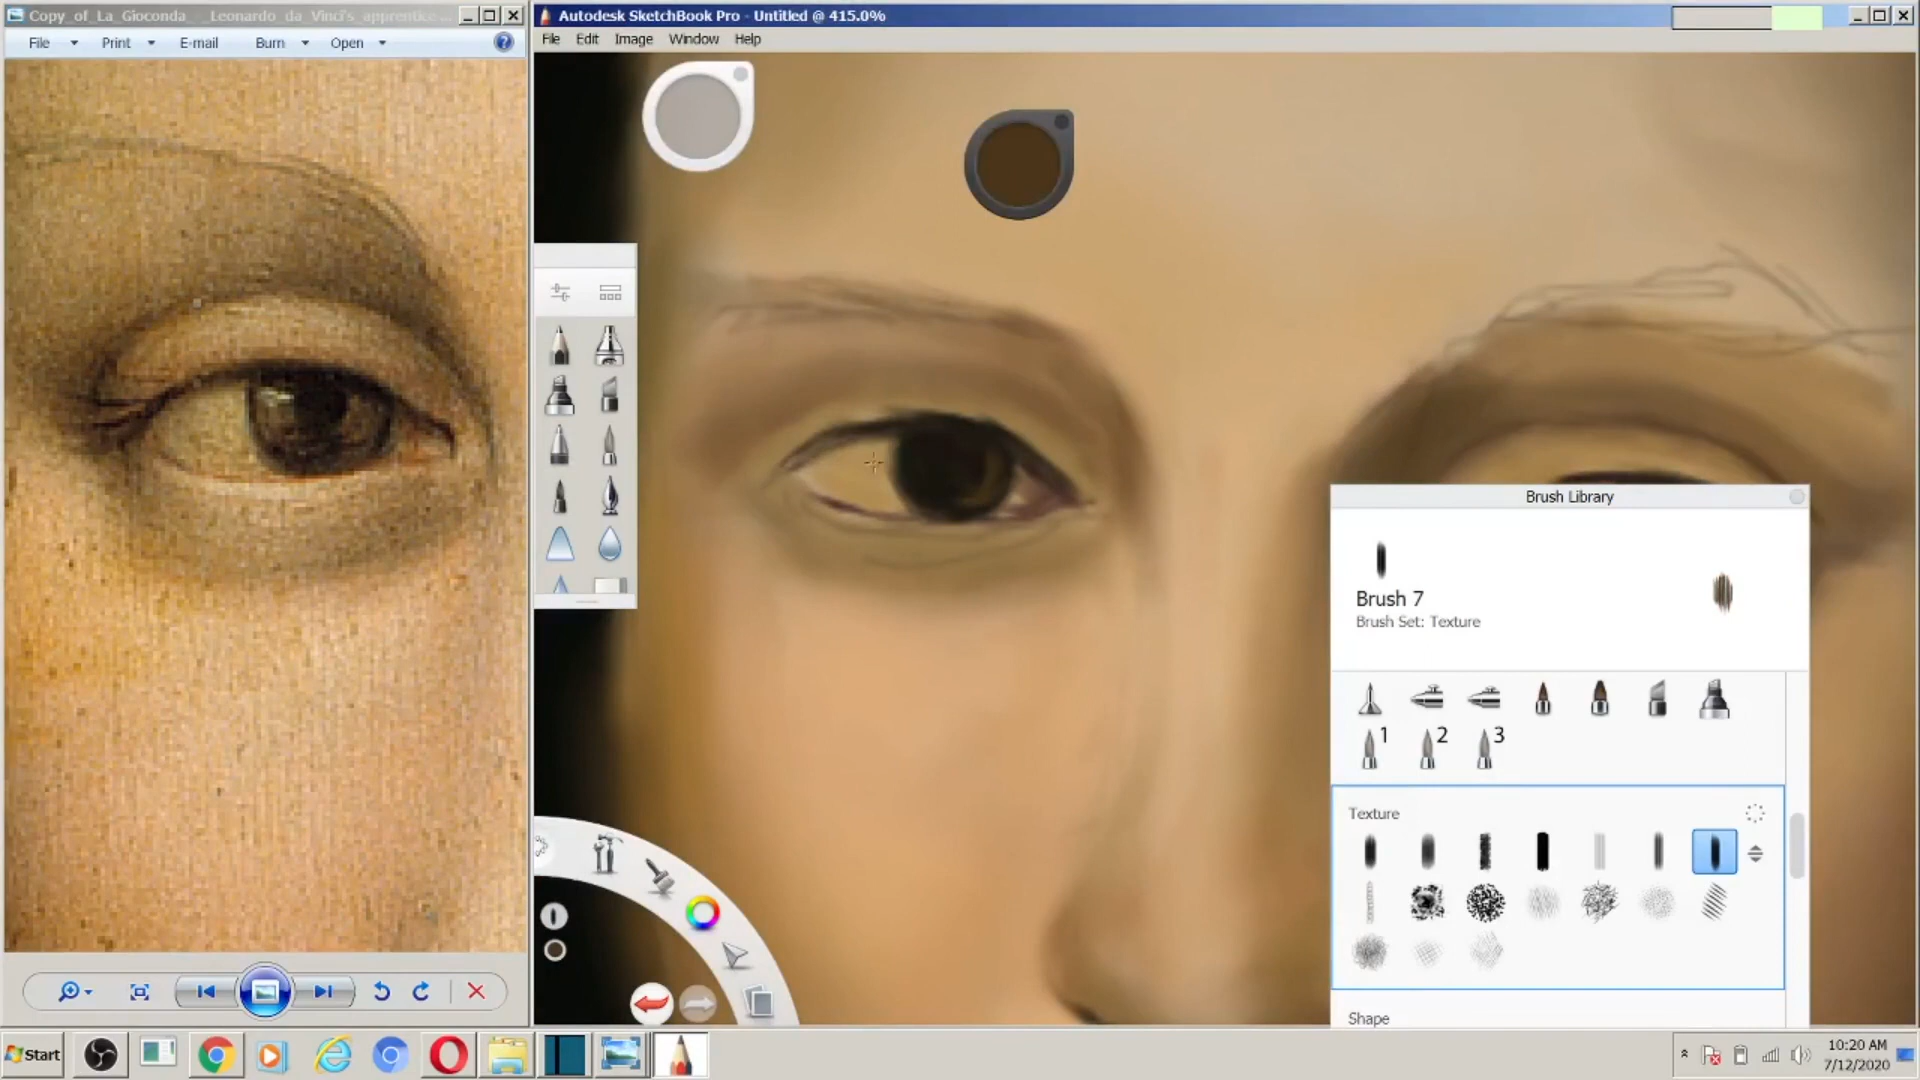 Copy_of_La_Gioconda__Leonardo_da_Vinci's_apprentice ...
File Print E-mail Burn Open
Autodesk SketchBook Pro - Untitled @ 415.0%
File Edit Image Window Help
Brush Library
Brush 7
Brush Set: Texture
1 2 3
Texture
Shape
Start
10:20 AM
7/12/2020